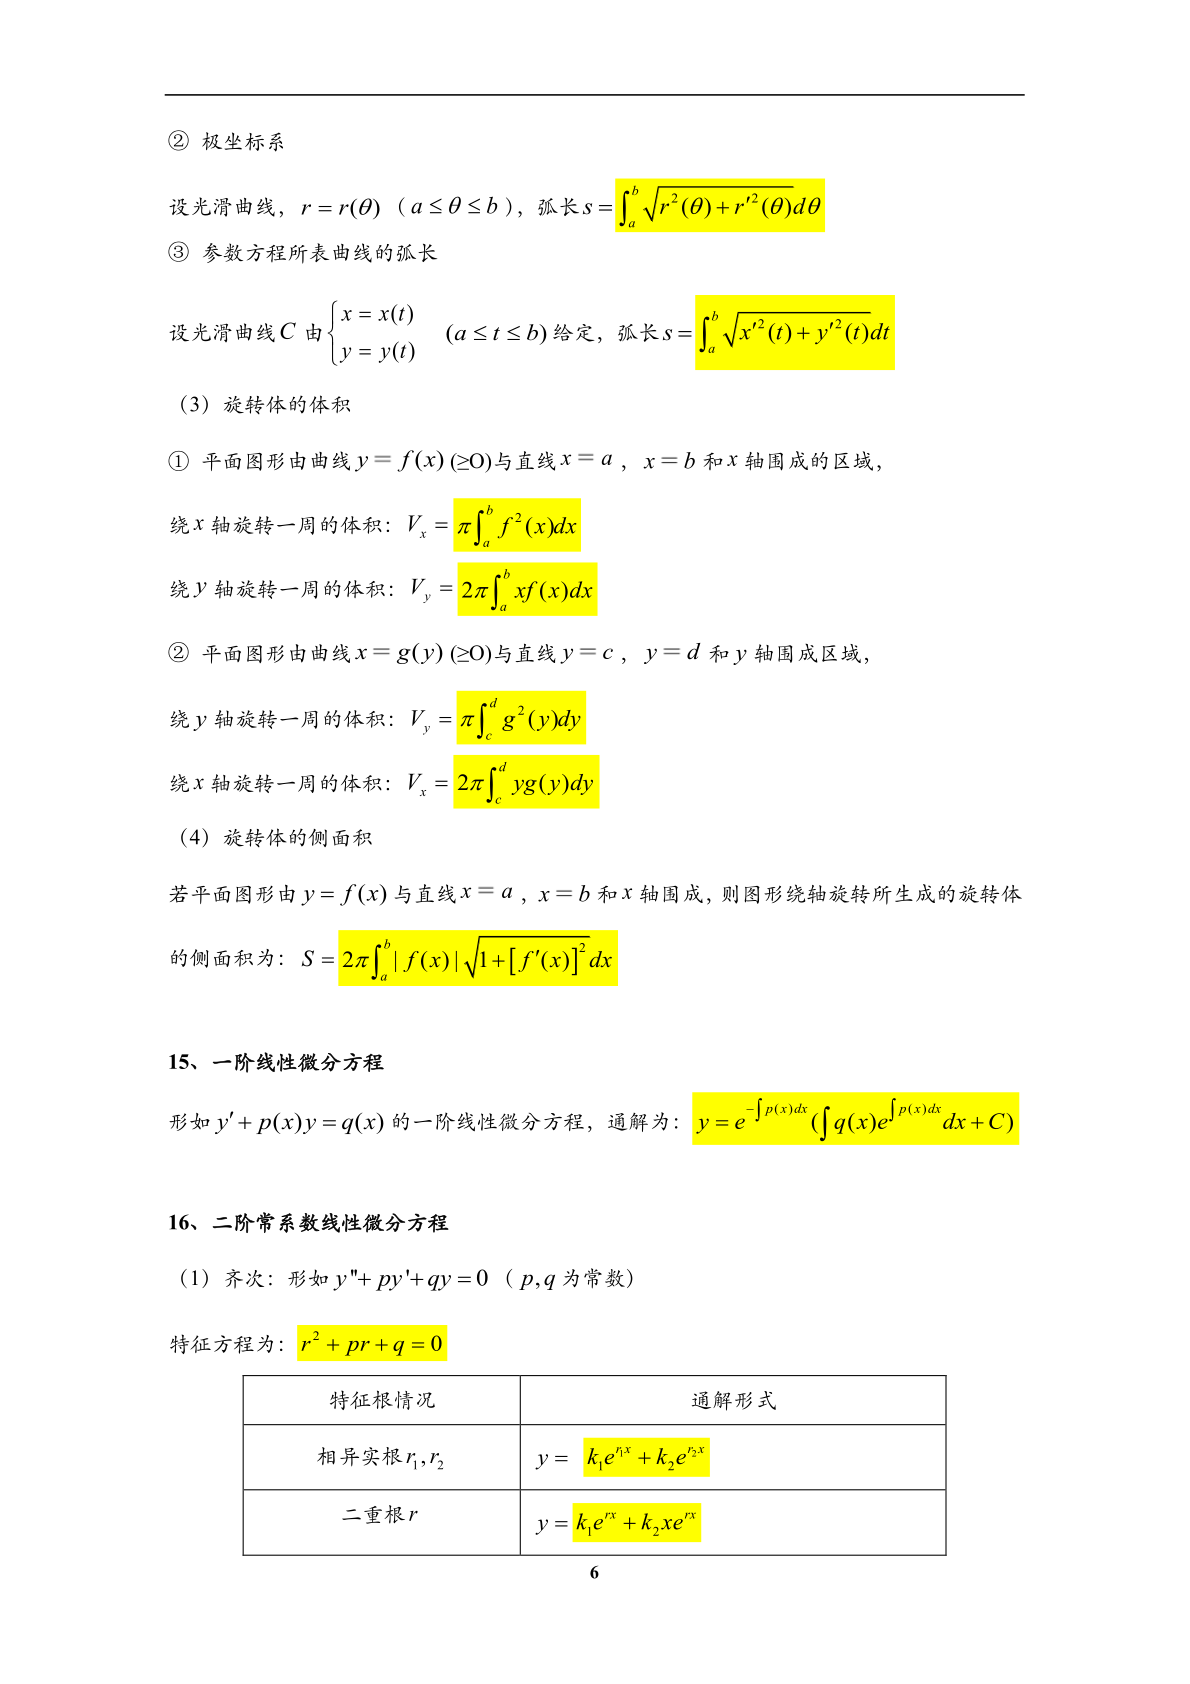 ② 极坐标系
设光滑曲线，$r = r(\theta)$（$a \leq \theta \leq b$），弧长$s = \int_a^b \sqrt{r^2(\theta) + r'^2(\theta)}d\theta$
③ 参数方程所表曲线的弧长
设光滑曲线$C$ 由$\begin{cases} x = x(t) \\ y = y(t) \end{cases}$ $(a \leq t \leq b)$给定，弧长$s = \int_a^b \sqrt{x'^2(t) + y'^2(t)}dt$
（3）旋转体的体积
① 平面图形由曲线$y = f(x)$(≥O)与直线$x = a$，$x = b$ 和$x$ 轴围成的区域，
绕$x$ 轴旋转一周的体积：$V_x = \pi\int_a^b f^2(x)dx$
绕$y$ 轴旋转一周的体积：$V_y = 2\pi\int_a^b xf(x)dx$
② 平面图形由曲线$x = g(y)$(≥O)与直线$y = c$，$y = d$ 和$y$ 轴围成区域，
绕$y$ 轴旋转一周的体积：$V_y = \pi\int_c^d g^2(y)dy$
绕$x$ 轴旋转一周的体积：$V_x = 2\pi\int_c^d yg(y)dy$
（4）旋转体的侧面积
若平面图形由$y = f(x)$与直线$x = a$，$x = b$ 和$x$ 轴围成，则图形绕轴旋转所生成的旋转体
的侧面积为：$S = 2\pi\int_a^b |f(x)|\sqrt{1+[f'(x)]^2}dx$
15、一阶线性微分方程
形如$y' + p(x)y = q(x)$的一阶线性微分方程，通解为：$y = e^{-\int p(x)dx}(\int q(x)e^{\int p(x)dx}dx + C)$
16、二阶常系数线性微分方程
（1）齐次：形如$y''+ py'+ qy = 0$（$p, q$ 为常数）
特征方程为：$r^2 + pr + q = 0$
特征根情况 通解形式
相异实根$r_1, r_2$ $y = k_1e^{r_1x} + k_2e^{r_2x}$
二重根$r$ $y = k_1e^{rx} + k_2xe^{rx}$
6